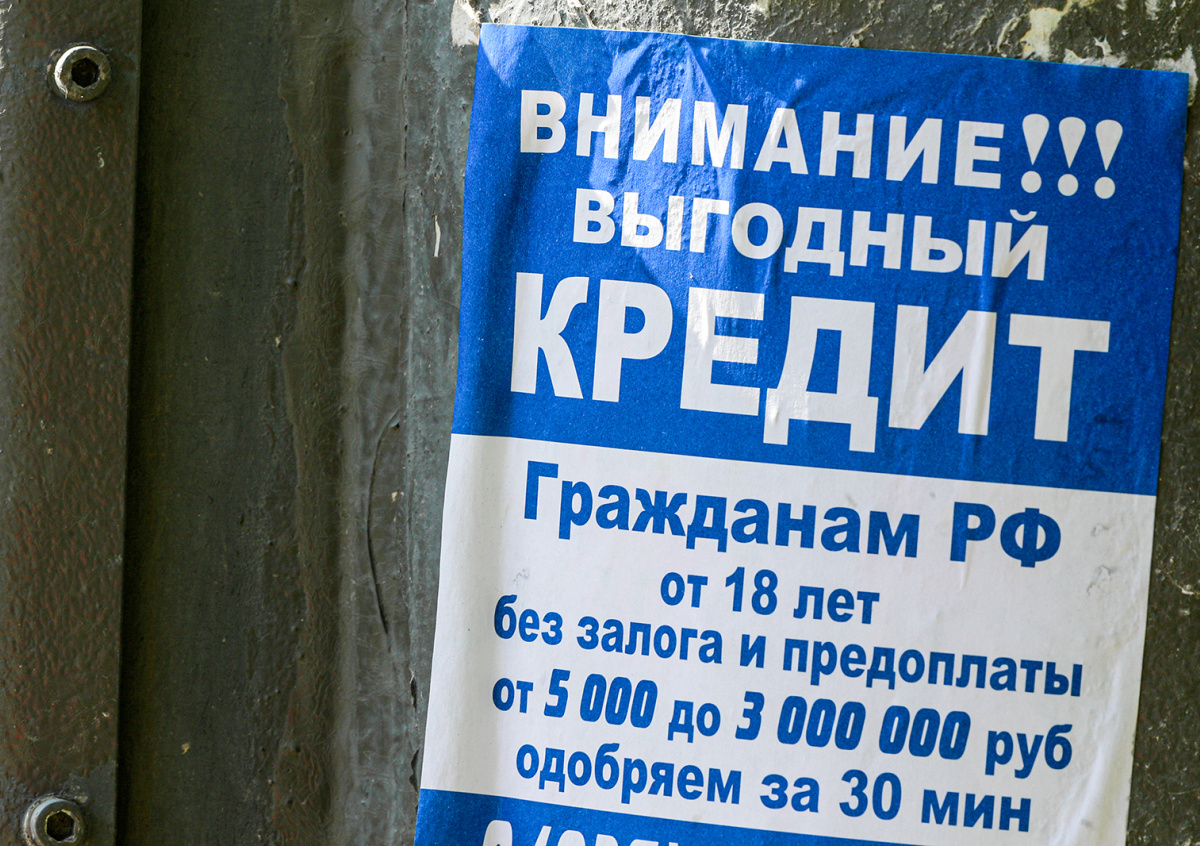 ВНИМАНИЕ!!!
ВЫГОДНЫЙ
КРЕДИТ
Гражданам РФ
от 18 лет
без залога и предоплаты
от 5 000 до 3 000 000 руб
одобряем за 30 мин